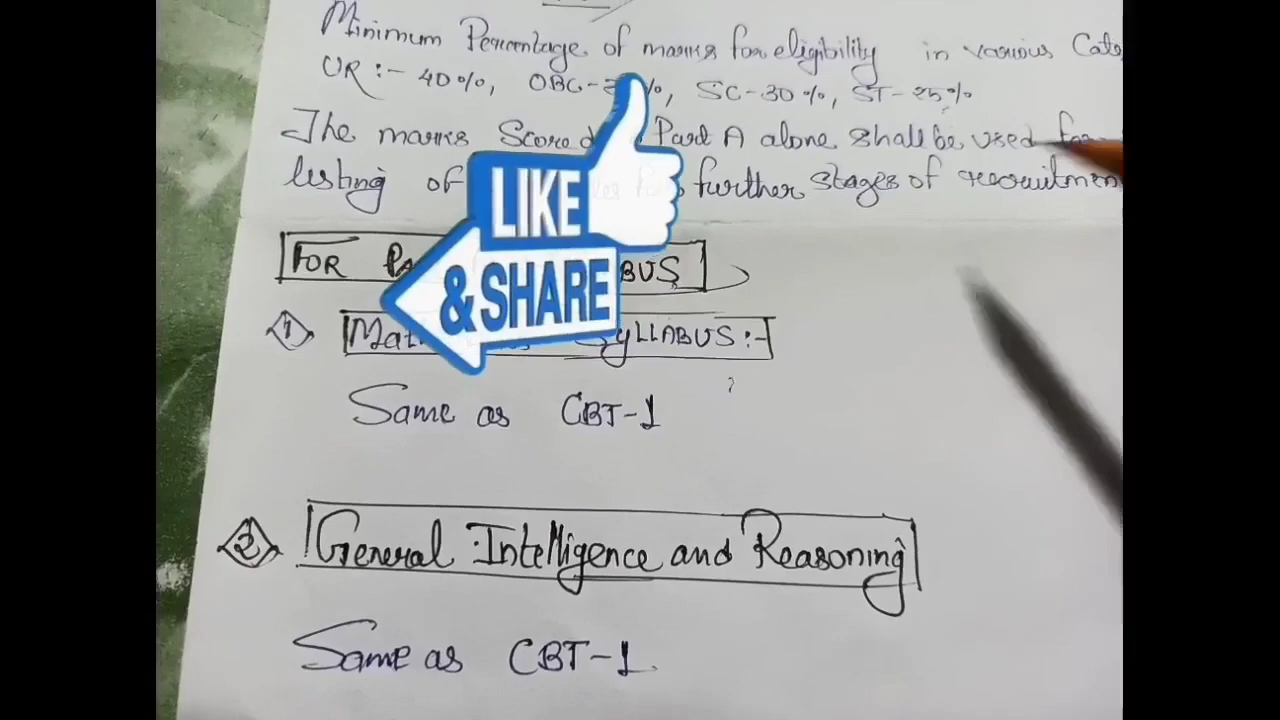 Minimum Percentage of marks for eligibility in various
UR :- 40%, OBC- %, SC-30%, ST-25%
The marks Scored Part A alone shall be used for
listing of further stages of
FOR
1 SYLLABUS :-
Same as CBT-1
2 General Intelligence and Reasoning
Same as CBT-1
LIKE
& SHARE